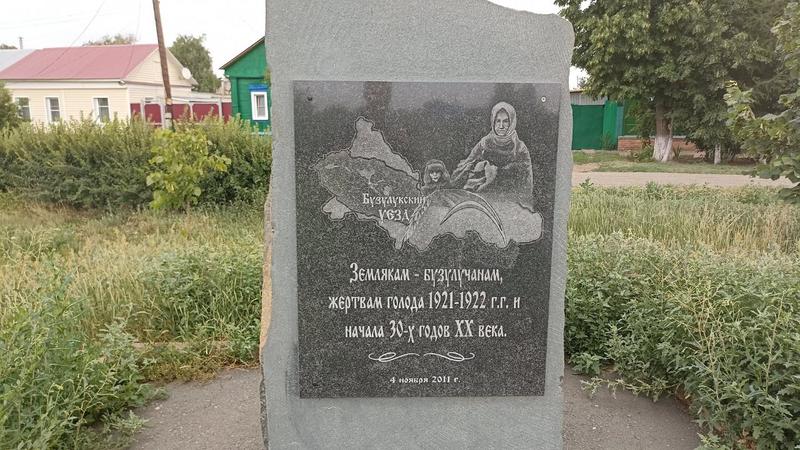 Бузулукский
УЕЗД
Землякам - бузулучанам,
жертвам голода 1921-1922 г.г. и
начала 30-х годов XX века.
4 ноября 2011 г.